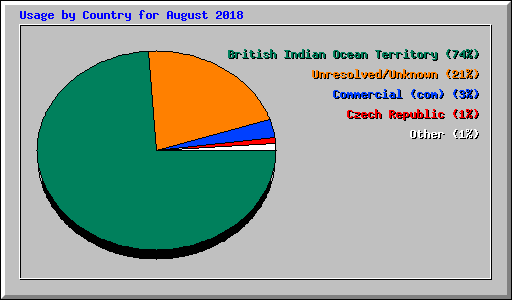 Usage by Country for August 2018
British Indian Ocean Territory (74%)
Unresolved/Unknown (21%)
Commercial (com) (3%)
Czech Republic (1%)
Other (1%)